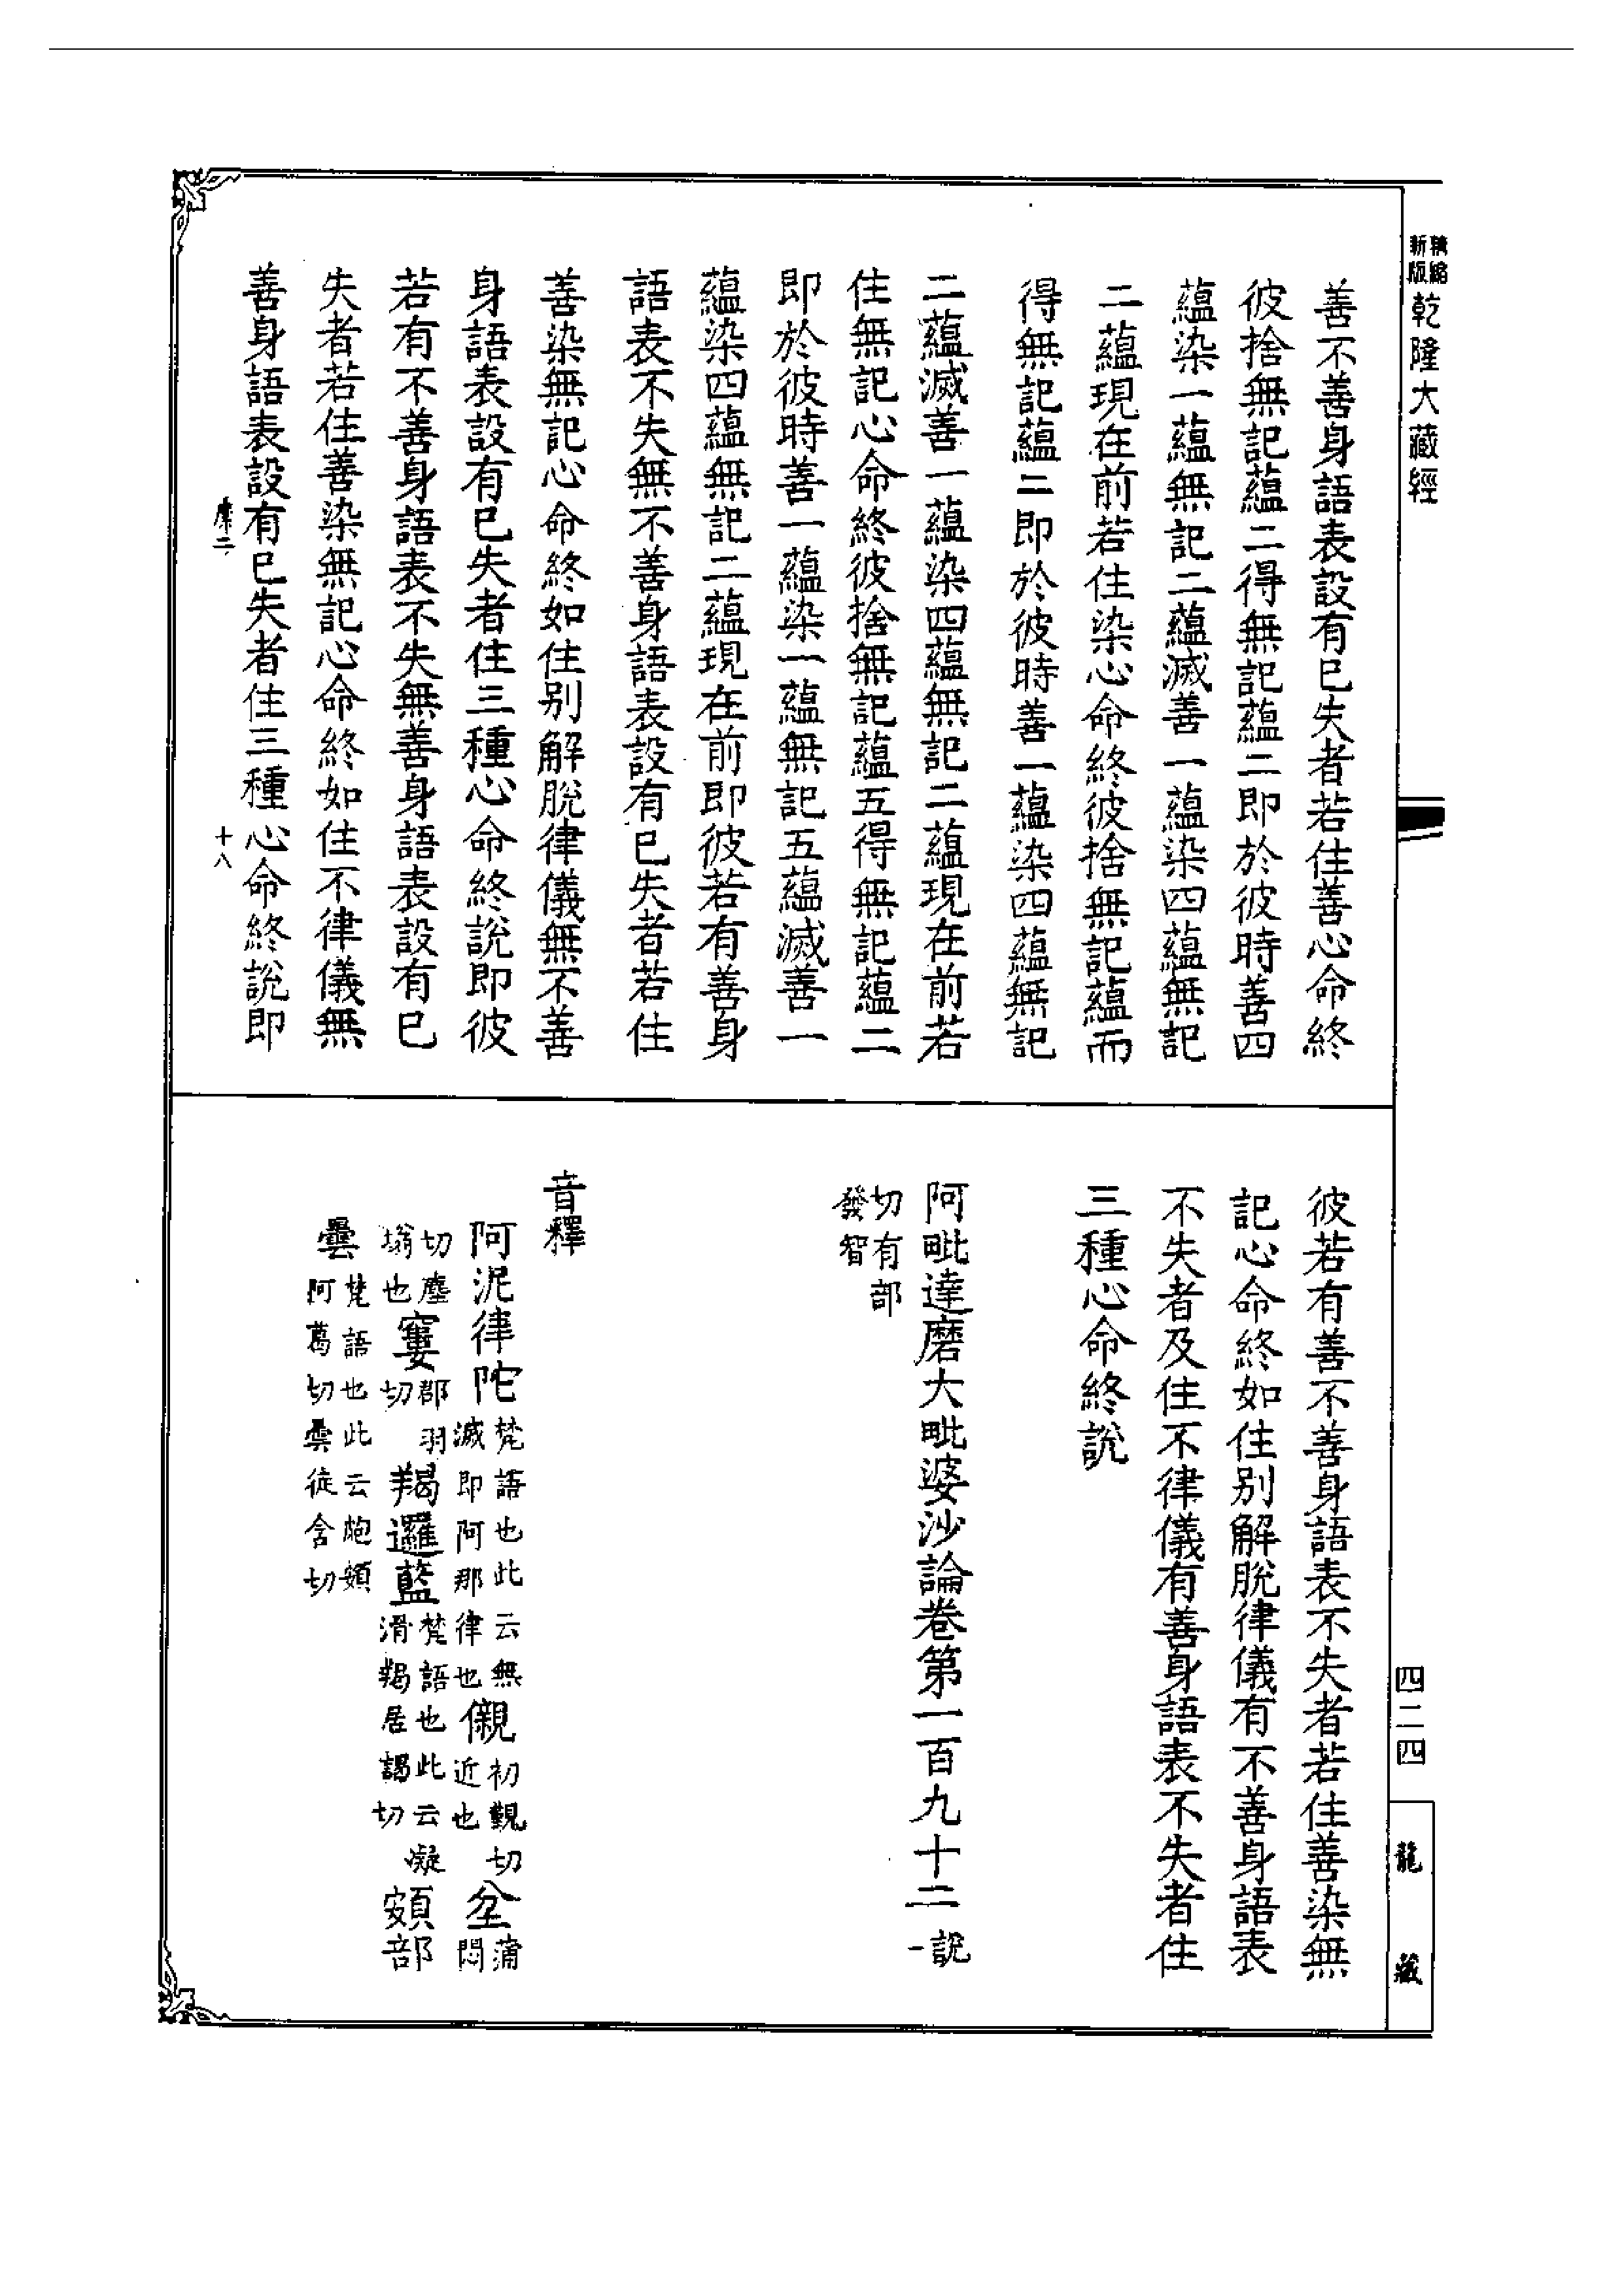 新版精縮
乾隆大藏經
善不善身語表設有已失者若住善心命終
彼捨無記蘊二得無記蘊二即於彼時善四
蘊染一蘊無記二蘊滅善一蘊染四蘊無記
二蘊現在前若住染心命終彼捨無記蘊而
得無記蘊二即於彼時善一蘊染四蘊無記
二蘊滅善一蘊染四蘊無記二蘊現在前若
住無記心命終彼捨無記蘊五得無記蘊二
即於彼時善一蘊染一蘊無記五蘊滅善一
蘊染四蘊無記二蘊現在前即彼若有善身
語表不失無不善身語表設有已失者若住
善染無記心命終如住別解脫律儀無不善
身語表設有已失者住三種心命終說即彼
若有不善身語表不失無善身語表設有已
失者若住善染無記心命終如住不律儀無
善身語表設有已失者住三種心命終說即
十八
彼若有善不善身語表不失者若住善染無
記心命終如住別解脫律儀有不善身語表
不失者及住不律儀有善身語表不失者住
三種心命終說
阿毗達磨大毗婆沙論卷第一百九十二 說一
切有部
發智
音釋
阿泥律陀 梵語也此云無滅即阿那律也 儭 初覲切近也 坌 蒲悶
切塵塕也 窶 郡羽切 羯邏藍 梵語也此云凝滑羯居謁切 頞部
曇 梵語也此云皰頞阿葛切曇徒含切
四二四
龍藏